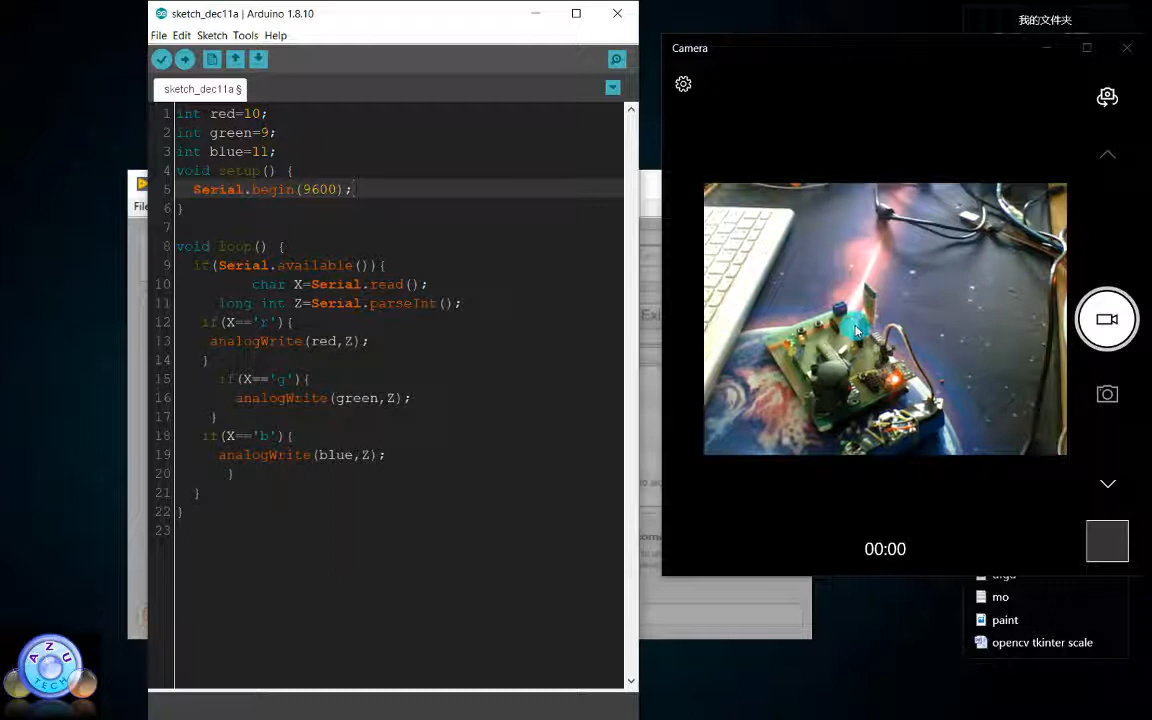 sketch_dec11a | Arduino 1.8.10
File Edit Sketch Tools Help
sketch_dec11a §
1 int red=10;
2 int green=9;
3 int blue=11;
4 void setup() {
5 Serial.begin(9600);
6 }
7
8 void loop() {
9 if(Serial.available()){
10 char X=Serial.read();
11 long int Z=Serial.parseInt();
12 if(X=='r'){
13 analogWrite(red,Z);
14 }
15 if(X=='g'){
16 analogWrite(green,Z);
17 }
18 if(X=='b'){
19 analogWrite(blue,Z);
20 }
21 }
22 }
23
Fil
Exi
我的文件夹
Camera
00:00
mo
paint
opencv tkinter scale
AZU
TECH